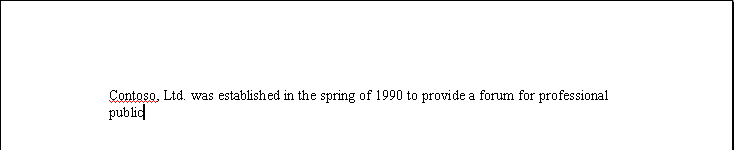 Contoso, Ltd. was established in the spring of 1990 to provide a forum for professional
public